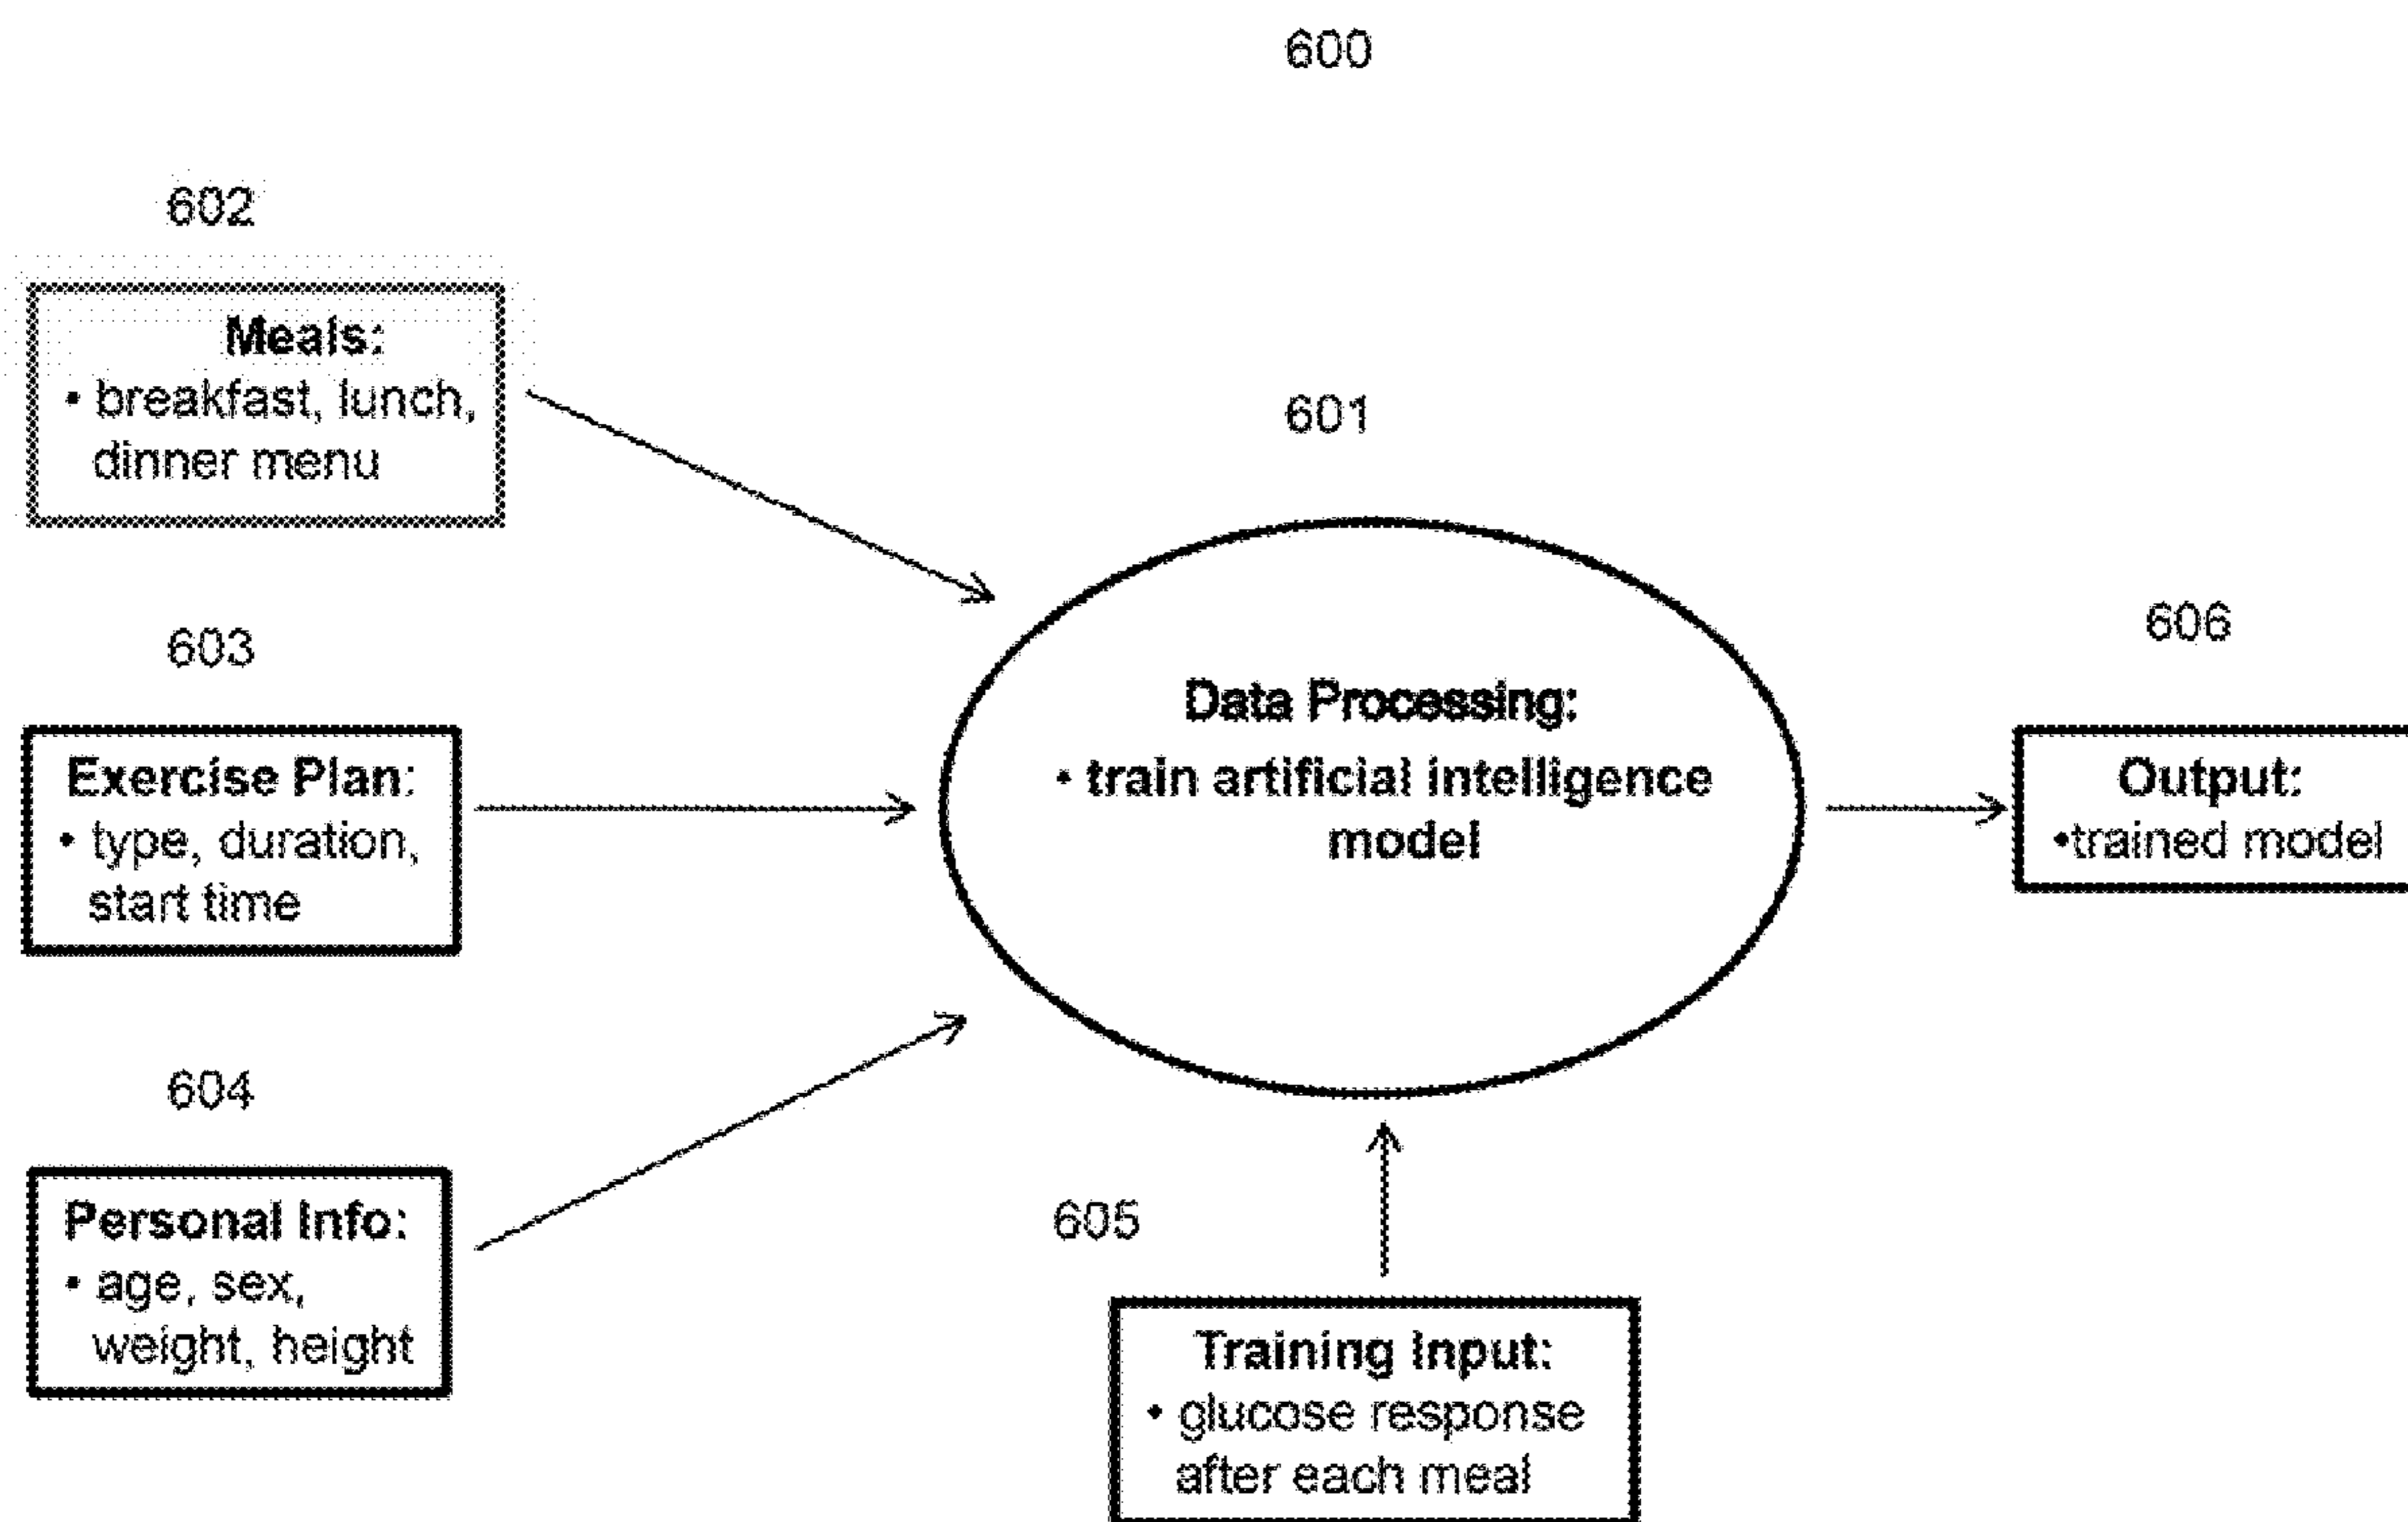 600
602
Meals:
• breakfast, lunch,
dinner menu
603
Exercise Plan:
• type, duration,
start time
604
Personal Info:
• age, sex,
weight, height
601
Data Processing:
• train artificial intelligence
model
605
Training Input:
• glucose response
after each meal
606
Output:
•trained model